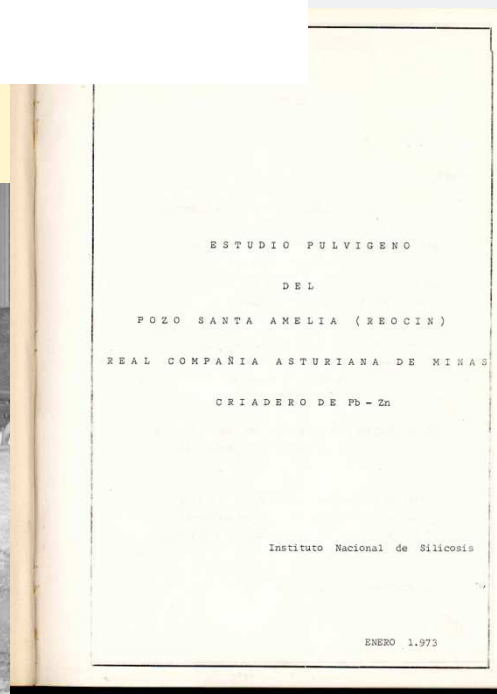 ESTUDIO PULVIGENO
DEL
POZO SANTA AMELIA (REOCIN)
REAL COMPAÑIA ASTURIANA DE MINAS
CRIADERO DE Pb - Zn
Instituto Nacional de Silicosis
ENERO 1.973